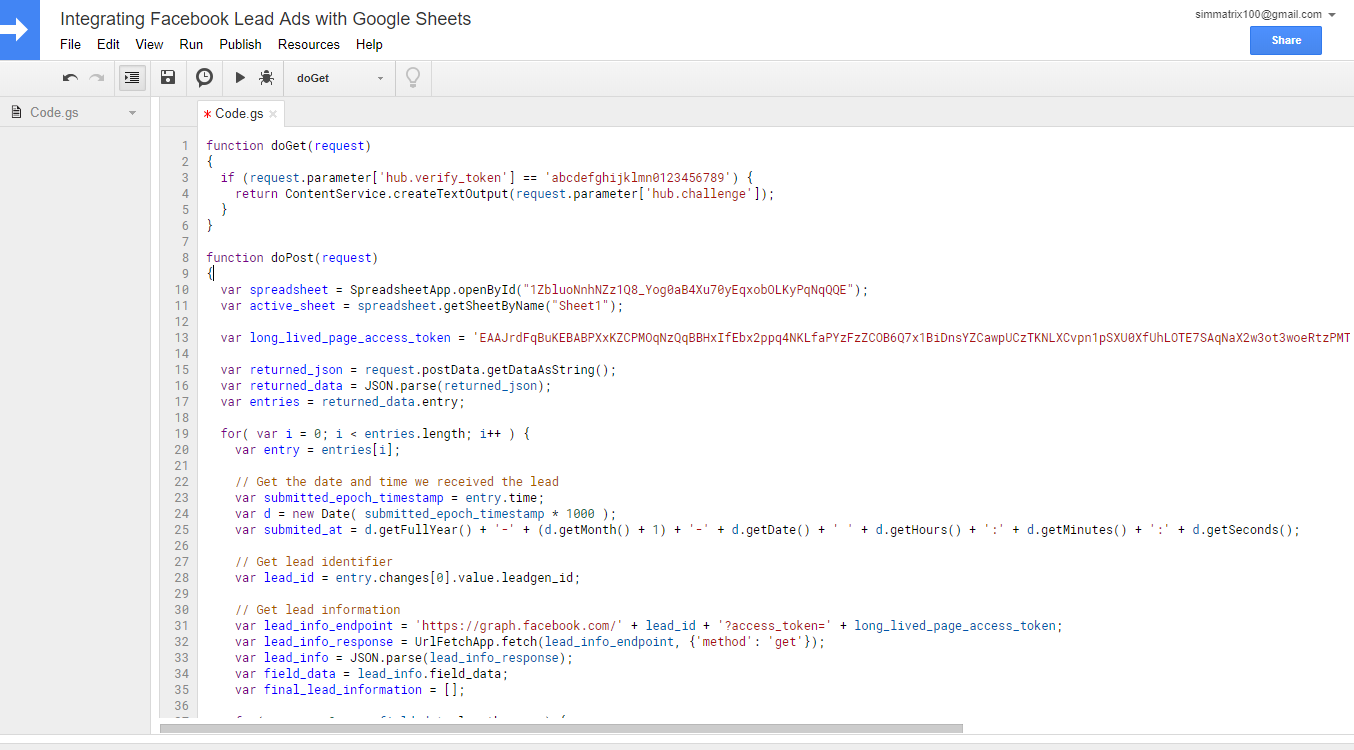 Integrating Facebook Lead Ads with Google Sheets
simmatrix100@gmail.com
File Edit View Run Publish Resources Help
Share
doGet
Code.gs
* Code.gs ×
1 function doGet(request)
2 {
3 if (request.parameter['hub.verify_token'] == 'abcdefghijklmn0123456789') {
4 return ContentService.createTextOutput(request.parameter['hub.challenge']);
5 }
6 }
7
8 function doPost(request)
9 {
10 var spreadsheet = SpreadsheetApp.openById("1ZbluoNnhNZz1Q8_Yog0aB4Xu70yEqxobOLKyPqNqQQE");
11 var active_sheet = spreadsheet.getSheetByName("Sheet1");
12
13 var long_lived_page_access_token = 'EAAJrdFqBuKEBABPXxKZCPMOqNzQqBBHxIfEbx2ppq4NKLfaPYzFzZCOB6Q7x1BiDnsYZCawpUCzTKNLXCvpn1pSXU0XfUhLOTE7SAqNaX2w3ot3woeRtzPMT
14
15 var returned_json = request.postData.getDataAsString();
16 var returned_data = JSON.parse(returned_json);
17 var entries = returned_data.entry;
18
19 for( var i = 0; i < entries.length; i++ ) {
20 var entry = entries[i];
21
22 // Get the date and time we received the lead
23 var submitted_epoch_timestamp = entry.time;
24 var d = new Date( submitted_epoch_timestamp * 1000 );
25 var submited_at = d.getFullYear() + '-' + (d.getMonth() + 1) + '-' + d.getDate() + ' ' + d.getHours() + ':' + d.getMinutes() + ':' + d.getSeconds();
26
27 // Get lead identifier
28 var lead_id = entry.changes[0].value.leadgen_id;
29
30 // Get lead information
31 var lead_info_endpoint = 'https://graph.facebook.com/' + lead_id + '?access_token=' + long_lived_page_access_token;
32 var lead_info_response = UrlFetchApp.fetch(lead_info_endpoint, {'method': 'get'});
33 var lead_info = JSON.parse(lead_info_response);
34 var field_data = lead_info.field_data;
35 var final_lead_information = [];
36